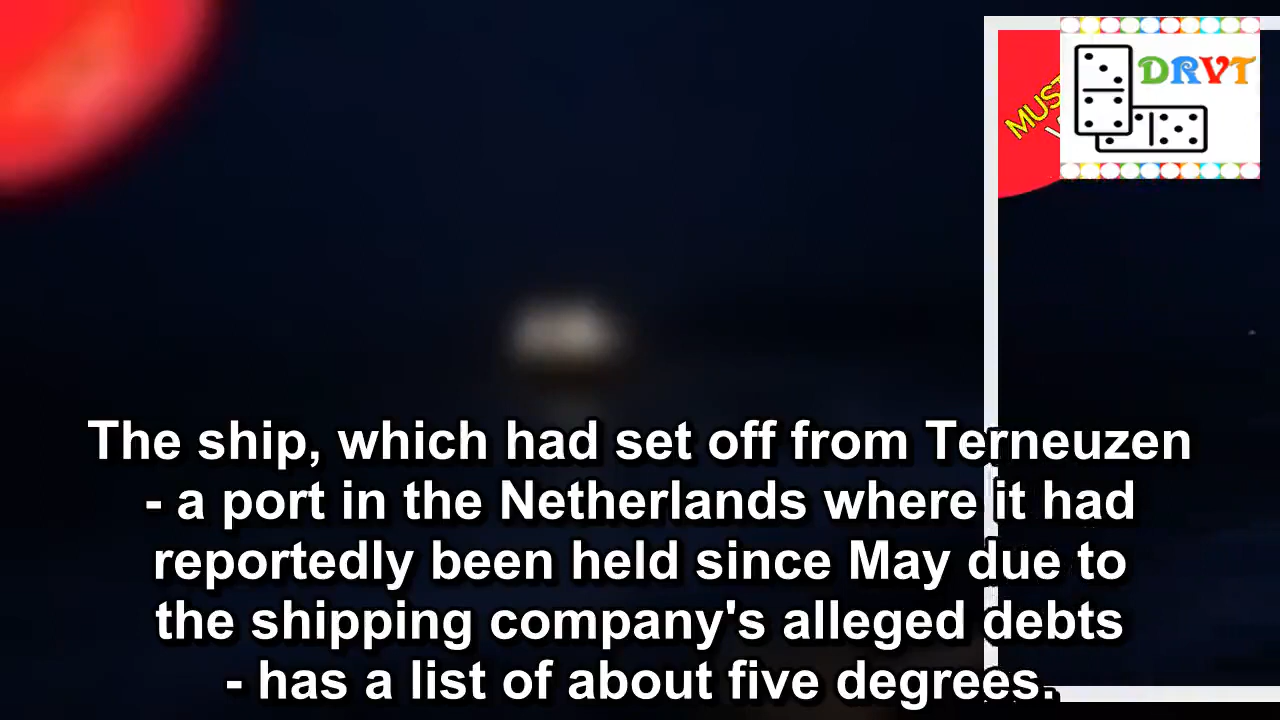 MUST
DRVT
The ship, which had set off from Terneuzen
- a port in the Netherlands where it had
reportedly been held since May due to
the shipping company's alleged debts
- has a list of about five degrees.